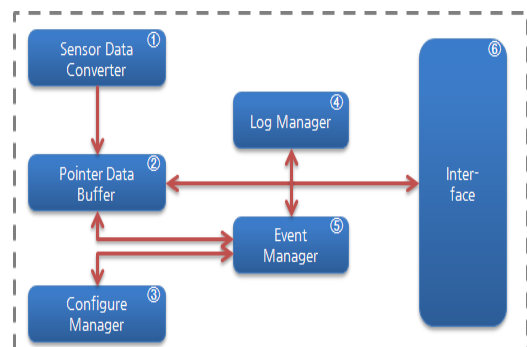 ①
Sensor Data
Converter
②
Pointer Data
Buffer
③
Configure
Manager
④
Log Manager
⑤
Event
Manager
⑥
Inter-
face